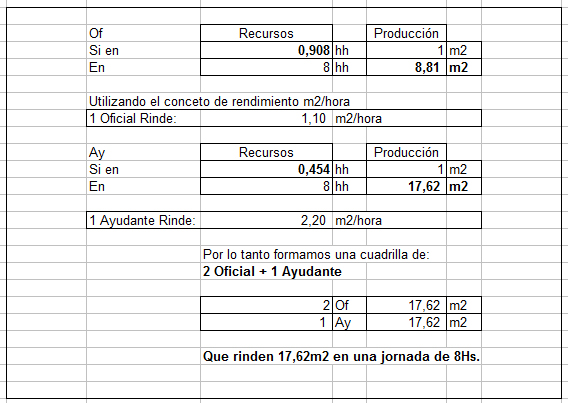 Of Recursos Producción
Si en 0,908 hh 1 m2
En 8 hh 8,81 m2
Utilizando el conceto de rendimiento m2/hora
1 Oficial Rinde: 1,10 m2/hora
Ay Recursos Producción
Si en 0,454 hh 1 m2
En 8 hh 17,62 m2
1 Ayudante Rinde: 2,20 m2/hora
Por lo tanto formamos una cuadrilla de:
2 Oficial + 1 Ayudante
2 Of 17,62 m2
1 Ay 17,62 m2
Que rinden 17,62m2 en una jornada de 8Hs.